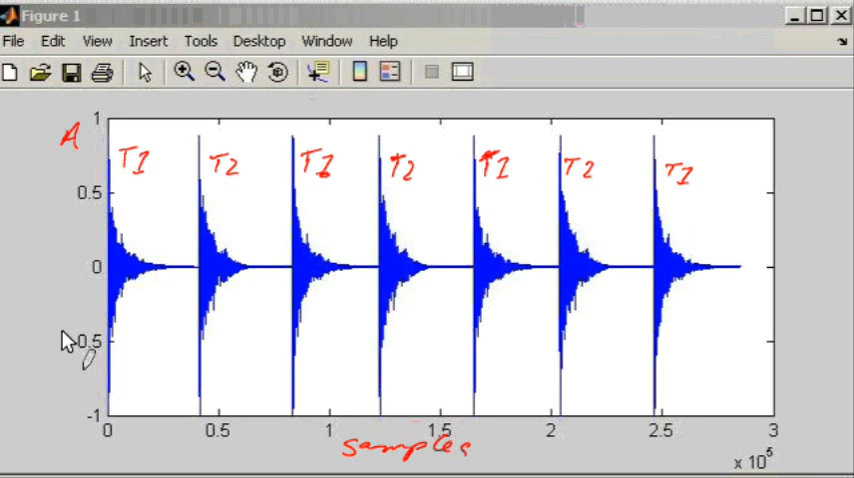 Figure 1
File Edit View Insert Tools Desktop Window Help
A
1
T1 T2 T1 T2 T1 T2 T1
0.5
0
-0.5
-1
0 0.5 1 1.5 2 2.5 3
samples
x 10^5